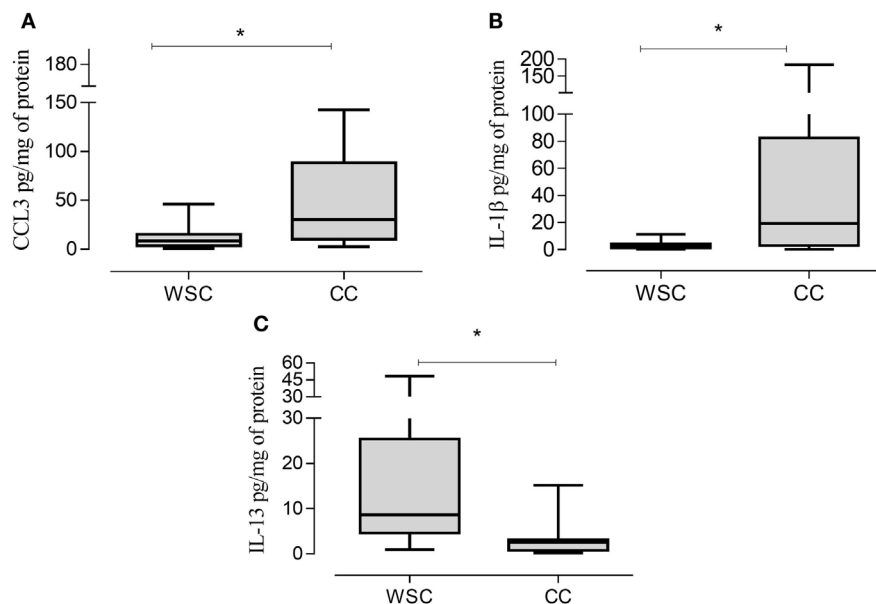 A
*
CCL3 pg/mg of protein
180
150
100
50
0
WSC CC
B
*
IL-1β pg/mg of protein
200
150
100
80
60
40
20
0
WSC CC
C
*
IL-13 pg/mg of protein
60
45
30
30
20
10
0
WSC CC